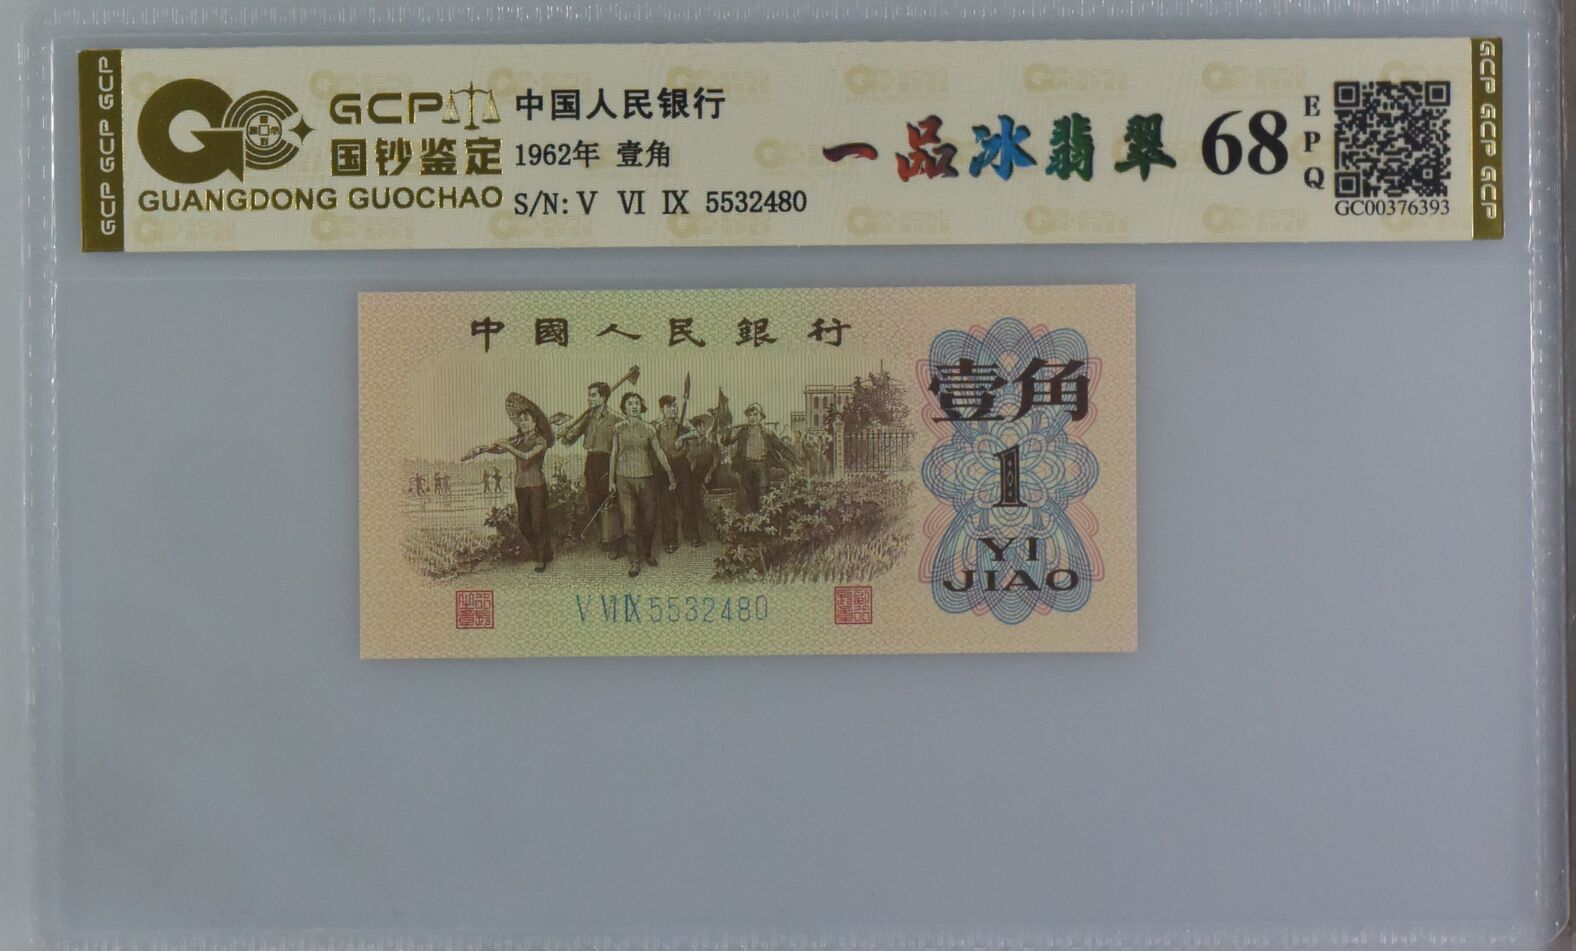 GCP GCP GCP
GCP
国钞鉴定
GUANGDONG GUOCHAO
中国人民银行
1962年 壹角
S/N: V VI IX 5532480
一品冰翡翠
68
EPQ
GC00376393
GCP GCP GCP
中國人民銀行
壹角
1
YI
JIAO
V VI IX 5532480